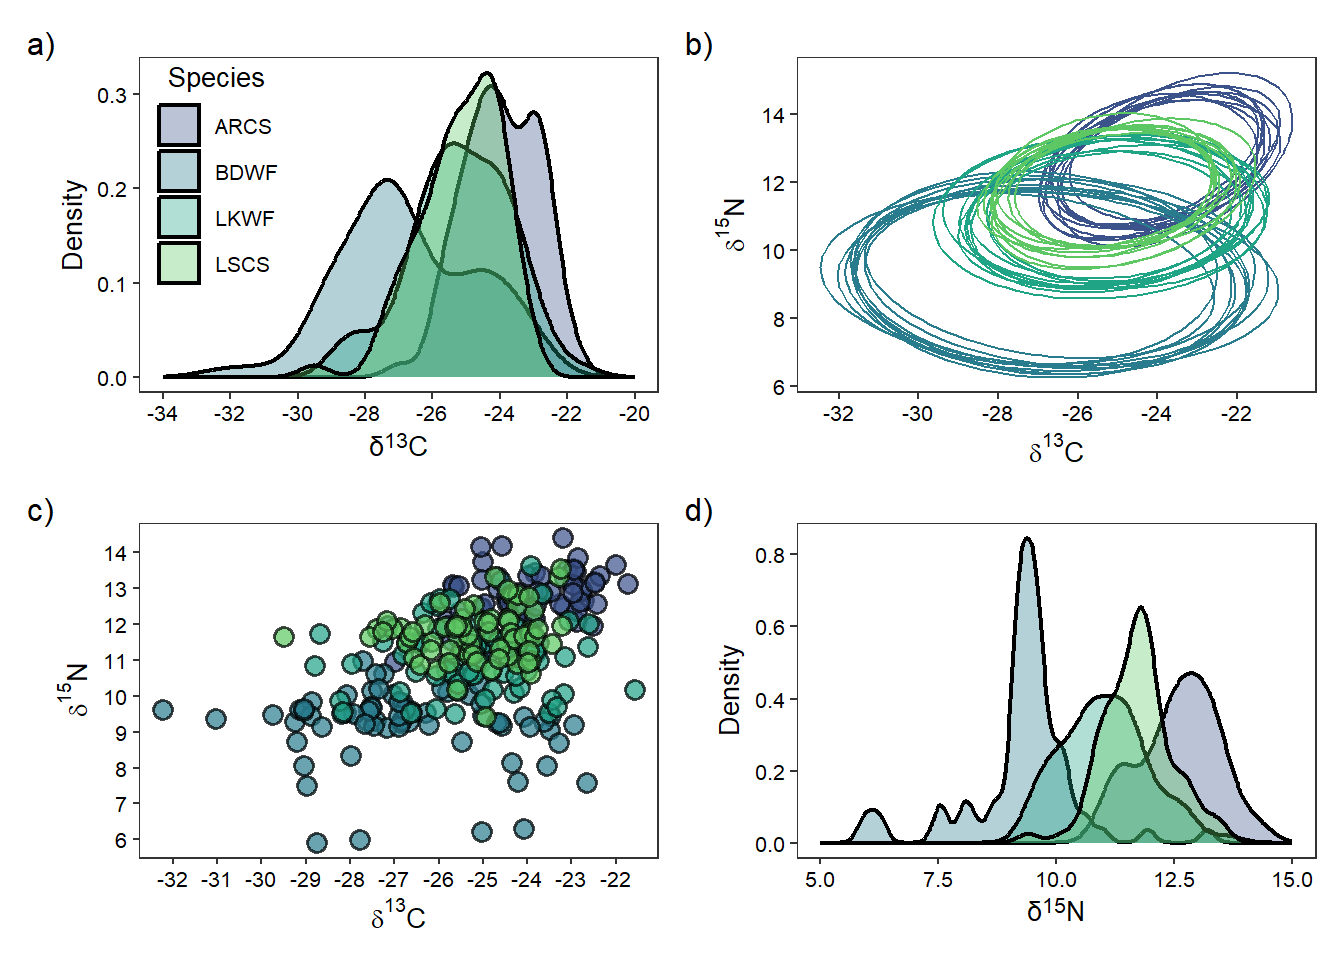 a)
Species
ARCS
BDWF
LKWF
LSCS
Density
0.3
0.2
0.1
0.0
-34 -32 -30 -28 -26 -24 -22 -20
δ¹³C
b)
δ¹⁵N
14
12
10
8
6
-32 -30 -28 -26 -24 -22
δ¹³C
c)
δ¹⁵N
14
13
12
11
10
9
8
7
6
-32 -31 -30 -29 -28 -27 -26 -25 -24 -23 -22
δ¹³C
d)
Density
0.8
0.6
0.4
0.2
0.0
5.0 7.5 10.0 12.5 15.0
δ¹⁵N